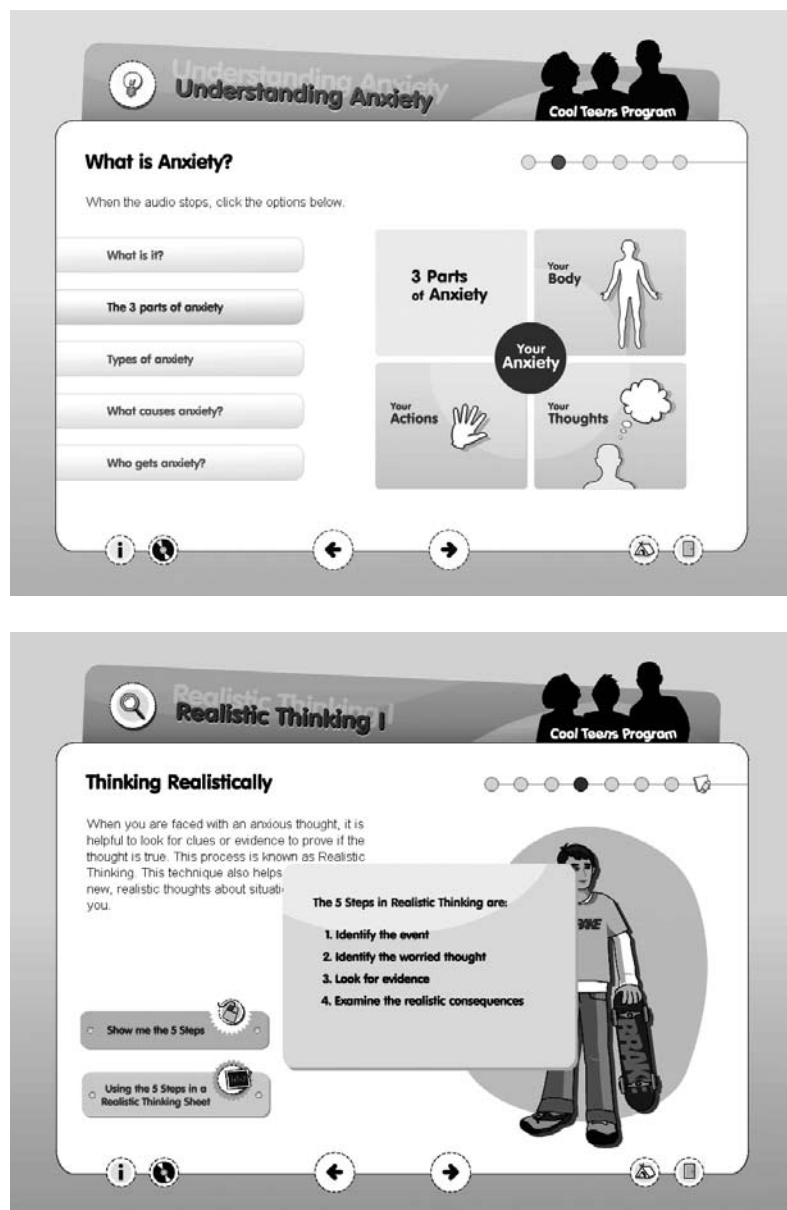 Understanding Anxiety
Understanding Anxiety
Cool Teens Program
What is Anxiety?
When the audio stops, click the options below.
What is it?
The 3 parts of anxiety
Types of anxiety
What causes anxiety?
Who gets anxiety?
3 Parts
of Anxiety
Your
Body
Your
Anxiety
Your
Actions
Your
Thoughts
i
Realistic Thinking I
Realistic Thinking I
Cool Teens Program
Thinking Realistically
When you are faced with an anxious thought, it is
helpful to look for clues or evidence to prove if the
thought is true. This process is known as Realistic
Thinking. This technique also helps
new, realistic thoughts about
you.
The 5 Steps in Realistic Thinking are:
1. Identify the event
2. Identify the worried thought
3. Look for evidence
4. Examine the realistic consequences
Show me the 5 Steps
Using the 5 Steps in a
Realistic Thinking Sheet
BRAKE
i